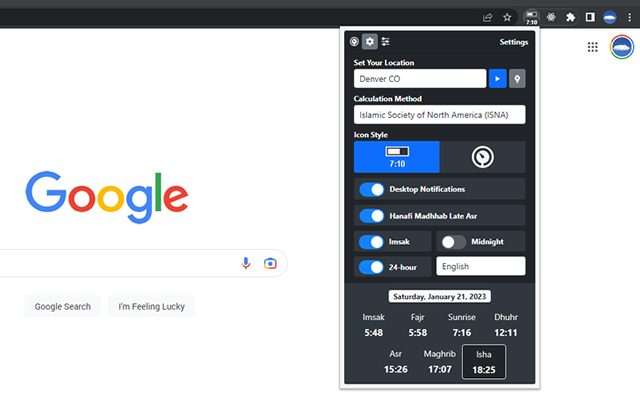 7:10
Settings
Set Your Location
Denver CO
Calculation Method
Islamic Society of North America (ISNA)
Icon Style
7:10
Desktop Notifications
Hanafi Madhhab Late Asr
Imsak Midnight
24-hour English
Saturday, January 21, 2023
Imsak Fajr Sunrise Dhuhr
5:48 5:58 7:16 12:11
Asr Maghrib Isha
15:26 17:07 18:25
Google
Google Search I'm Feeling Lucky